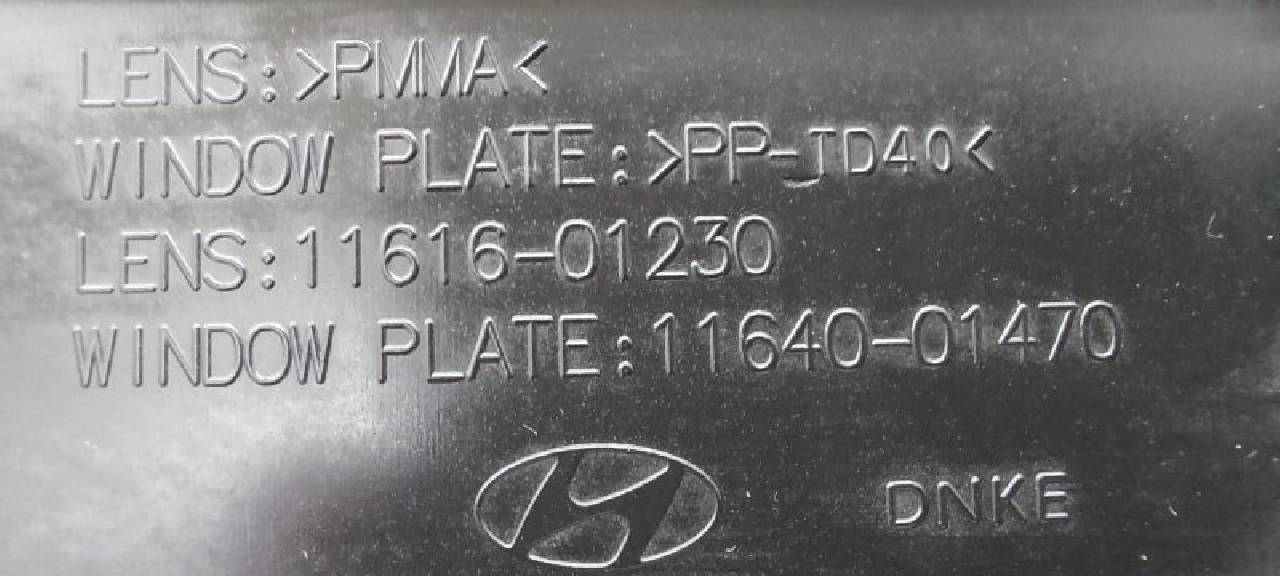 LENS:>PMMA<
WINDOW PLATE:>PP-TD40<
LENS:11616-01230
WINDOW PLATE:11640-01470
DNKE